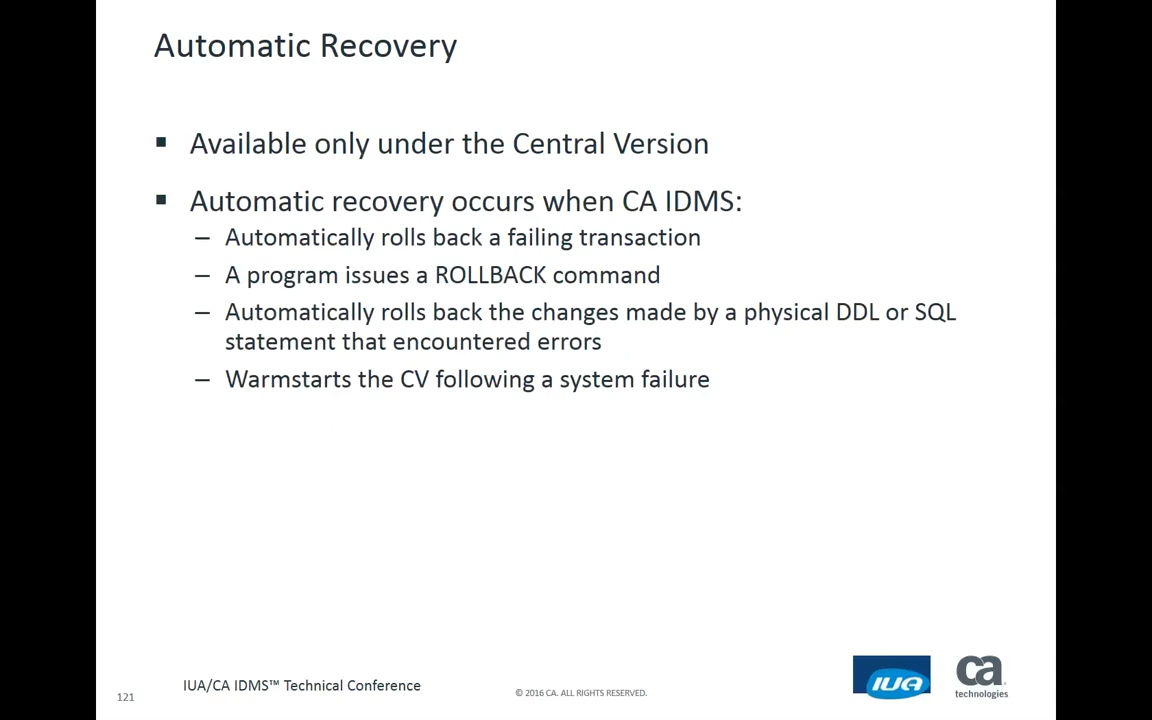 Automatic Recovery
▪ Available only under the Central Version
▪ Automatic recovery occurs when CA IDMS:
– Automatically rolls back a failing transaction
– A program issues a ROLLBACK command
– Automatically rolls back the changes made by a physical DDL or SQL
statement that encountered errors
– Warmstarts the CV following a system failure
121
IUA/CA IDMS™ Technical Conference
© 2016 CA. ALL RIGHTS RESERVED.
IUA
ca
technologies